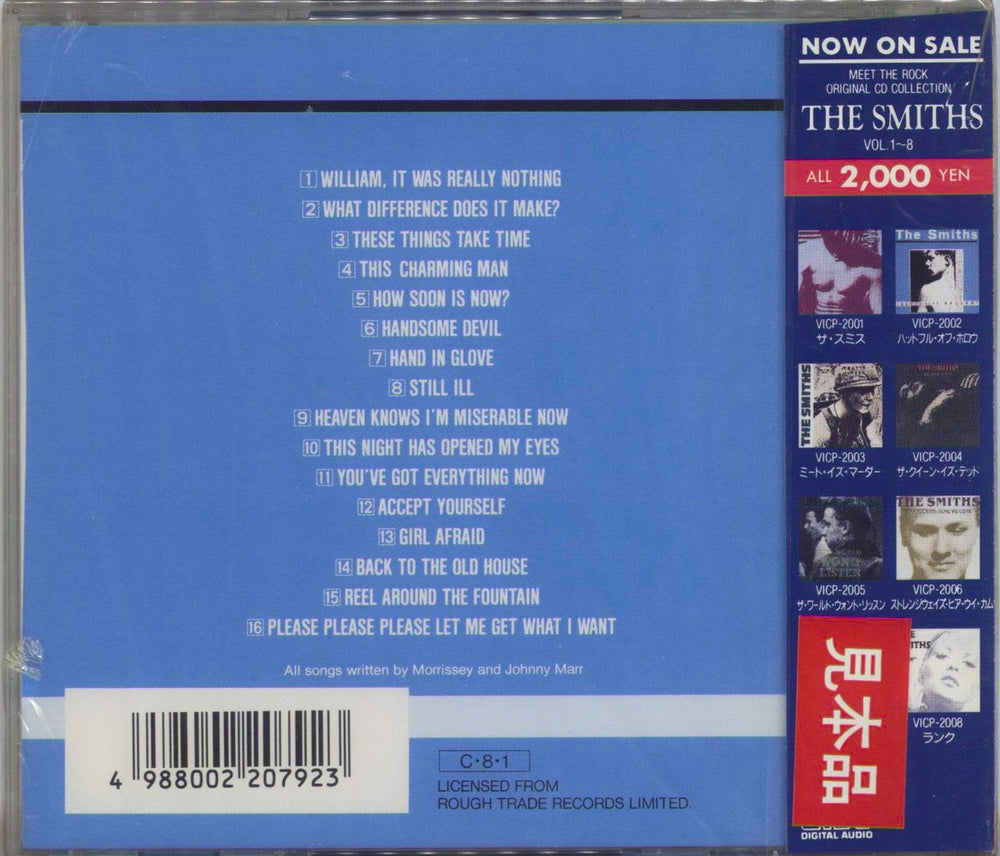 1 WILLIAM, IT WAS REALLY NOTHING
2 WHAT DIFFERENCE DOES IT MAKE?
3 THESE THINGS TAKE TIME
4 THIS CHARMING MAN
5 HOW SOON IS NOW?
6 HANDSOME DEVIL
7 HAND IN GLOVE
8 STILL ILL
9 HEAVEN KNOWS I'M MISERABLE NOW
10 THIS NIGHT HAS OPENED MY EYES
11 YOU'VE GOT EVERYTHING NOW
12 ACCEPT YOURSELF
13 GIRL AFRAID
14 BACK TO THE OLD HOUSE
15 REEL AROUND THE FOUNTAIN
16 PLEASE PLEASE PLEASE LET ME GET WHAT I WANT
All songs written by Morrissey and Johnny Marr
4 988002 207923
C·8·1
LICENSED FROM
ROUGH TRADE RECORDS LIMITED.
NOW ON SALE
MEET THE ROCK
ORIGINAL CD COLLECTION
THE SMITHS
VOL.1~8
ALL 2,000 YEN
The Smiths
VICP-2001
ザ・スミス
VICP-2002
ハットフル・オブ・ホロウ
THE SMITHS
THE SMITHS
VICP-2003
ミート・イズ・マーダー
VICP-2004
ザ・クイーン・イズ・デッド
WORLD
WON'T
LISTEN
THE SMITHS
VICP-2005
ザ・ワールド・ウォント・リッスン
VICP-2006
ストレンジウェイズ・ヒア・ウイ・カム
VICP-2008
ランク
見本品
DIGITAL AUDIO